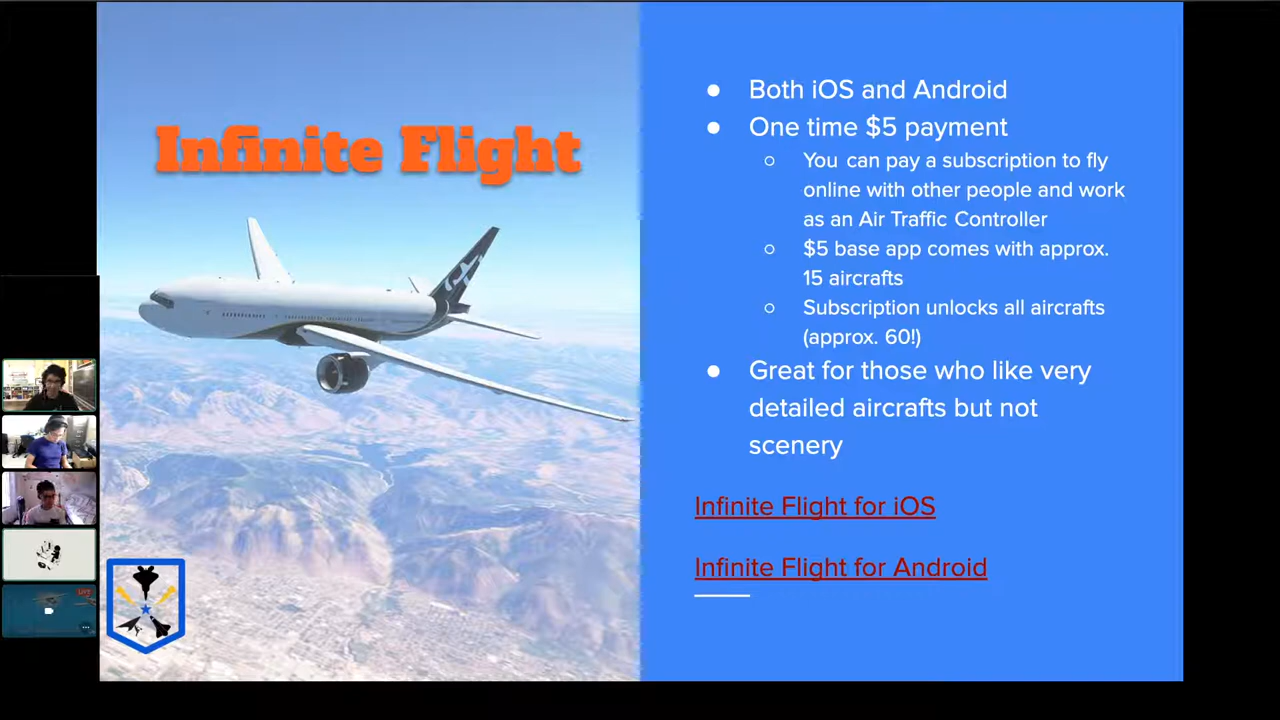 Infinite Flight
Both iOS and Android
One time $5 payment
You can pay a subscription to fly
online with other people and work
as an Air Traffic Controller
$5 base app comes with approx.
15 aircrafts
Subscription unlocks all aircrafts
(approx. 60!)
Great for those who like very
detailed aircrafts but not
scenery
Infinite Flight for iOS
Infinite Flight for Android
LIVE